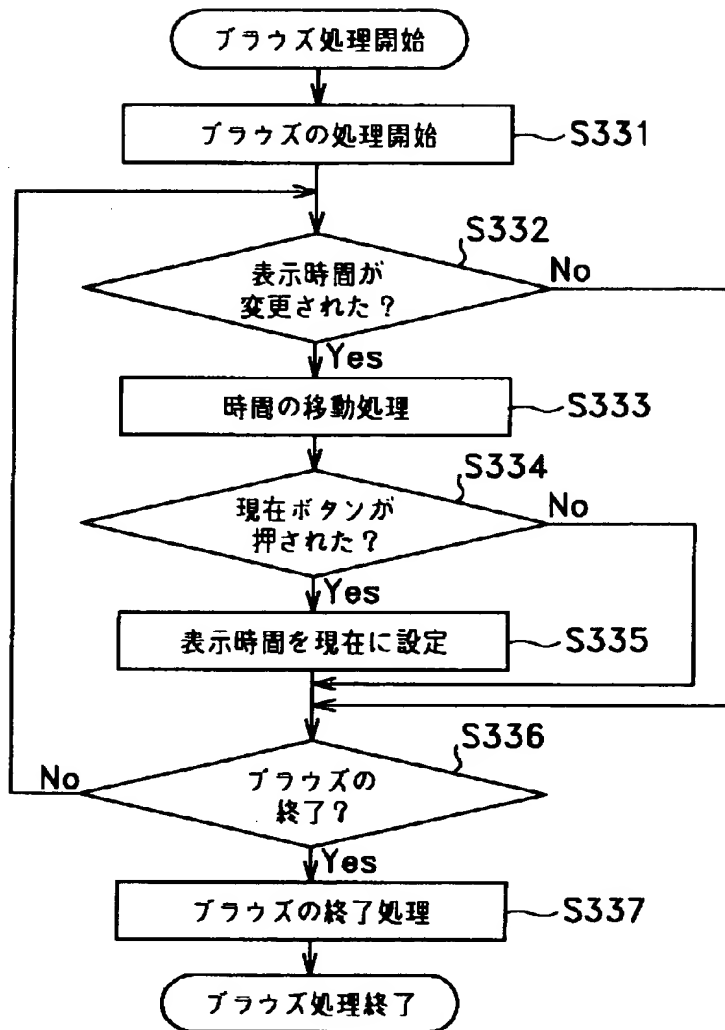 ブラウズ処理開始
ブラウズの処理開始
S331
S332
表示時間が
変更された？
No
Yes
時間の移動処理
S333
S334
現在ボタンが
押された？
No
Yes
表示時間を現在に設定
S335
S336
ブラウズの
終了？
No
Yes
ブラウズの終了処理
S337
ブラウズ処理終了